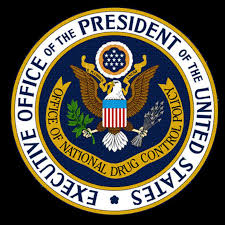 EXECUTIVE OFFICE OF THE PRESIDENT OF THE UNITED STATES
OFFICE OF NATIONAL DRUG CONTROL POLICY